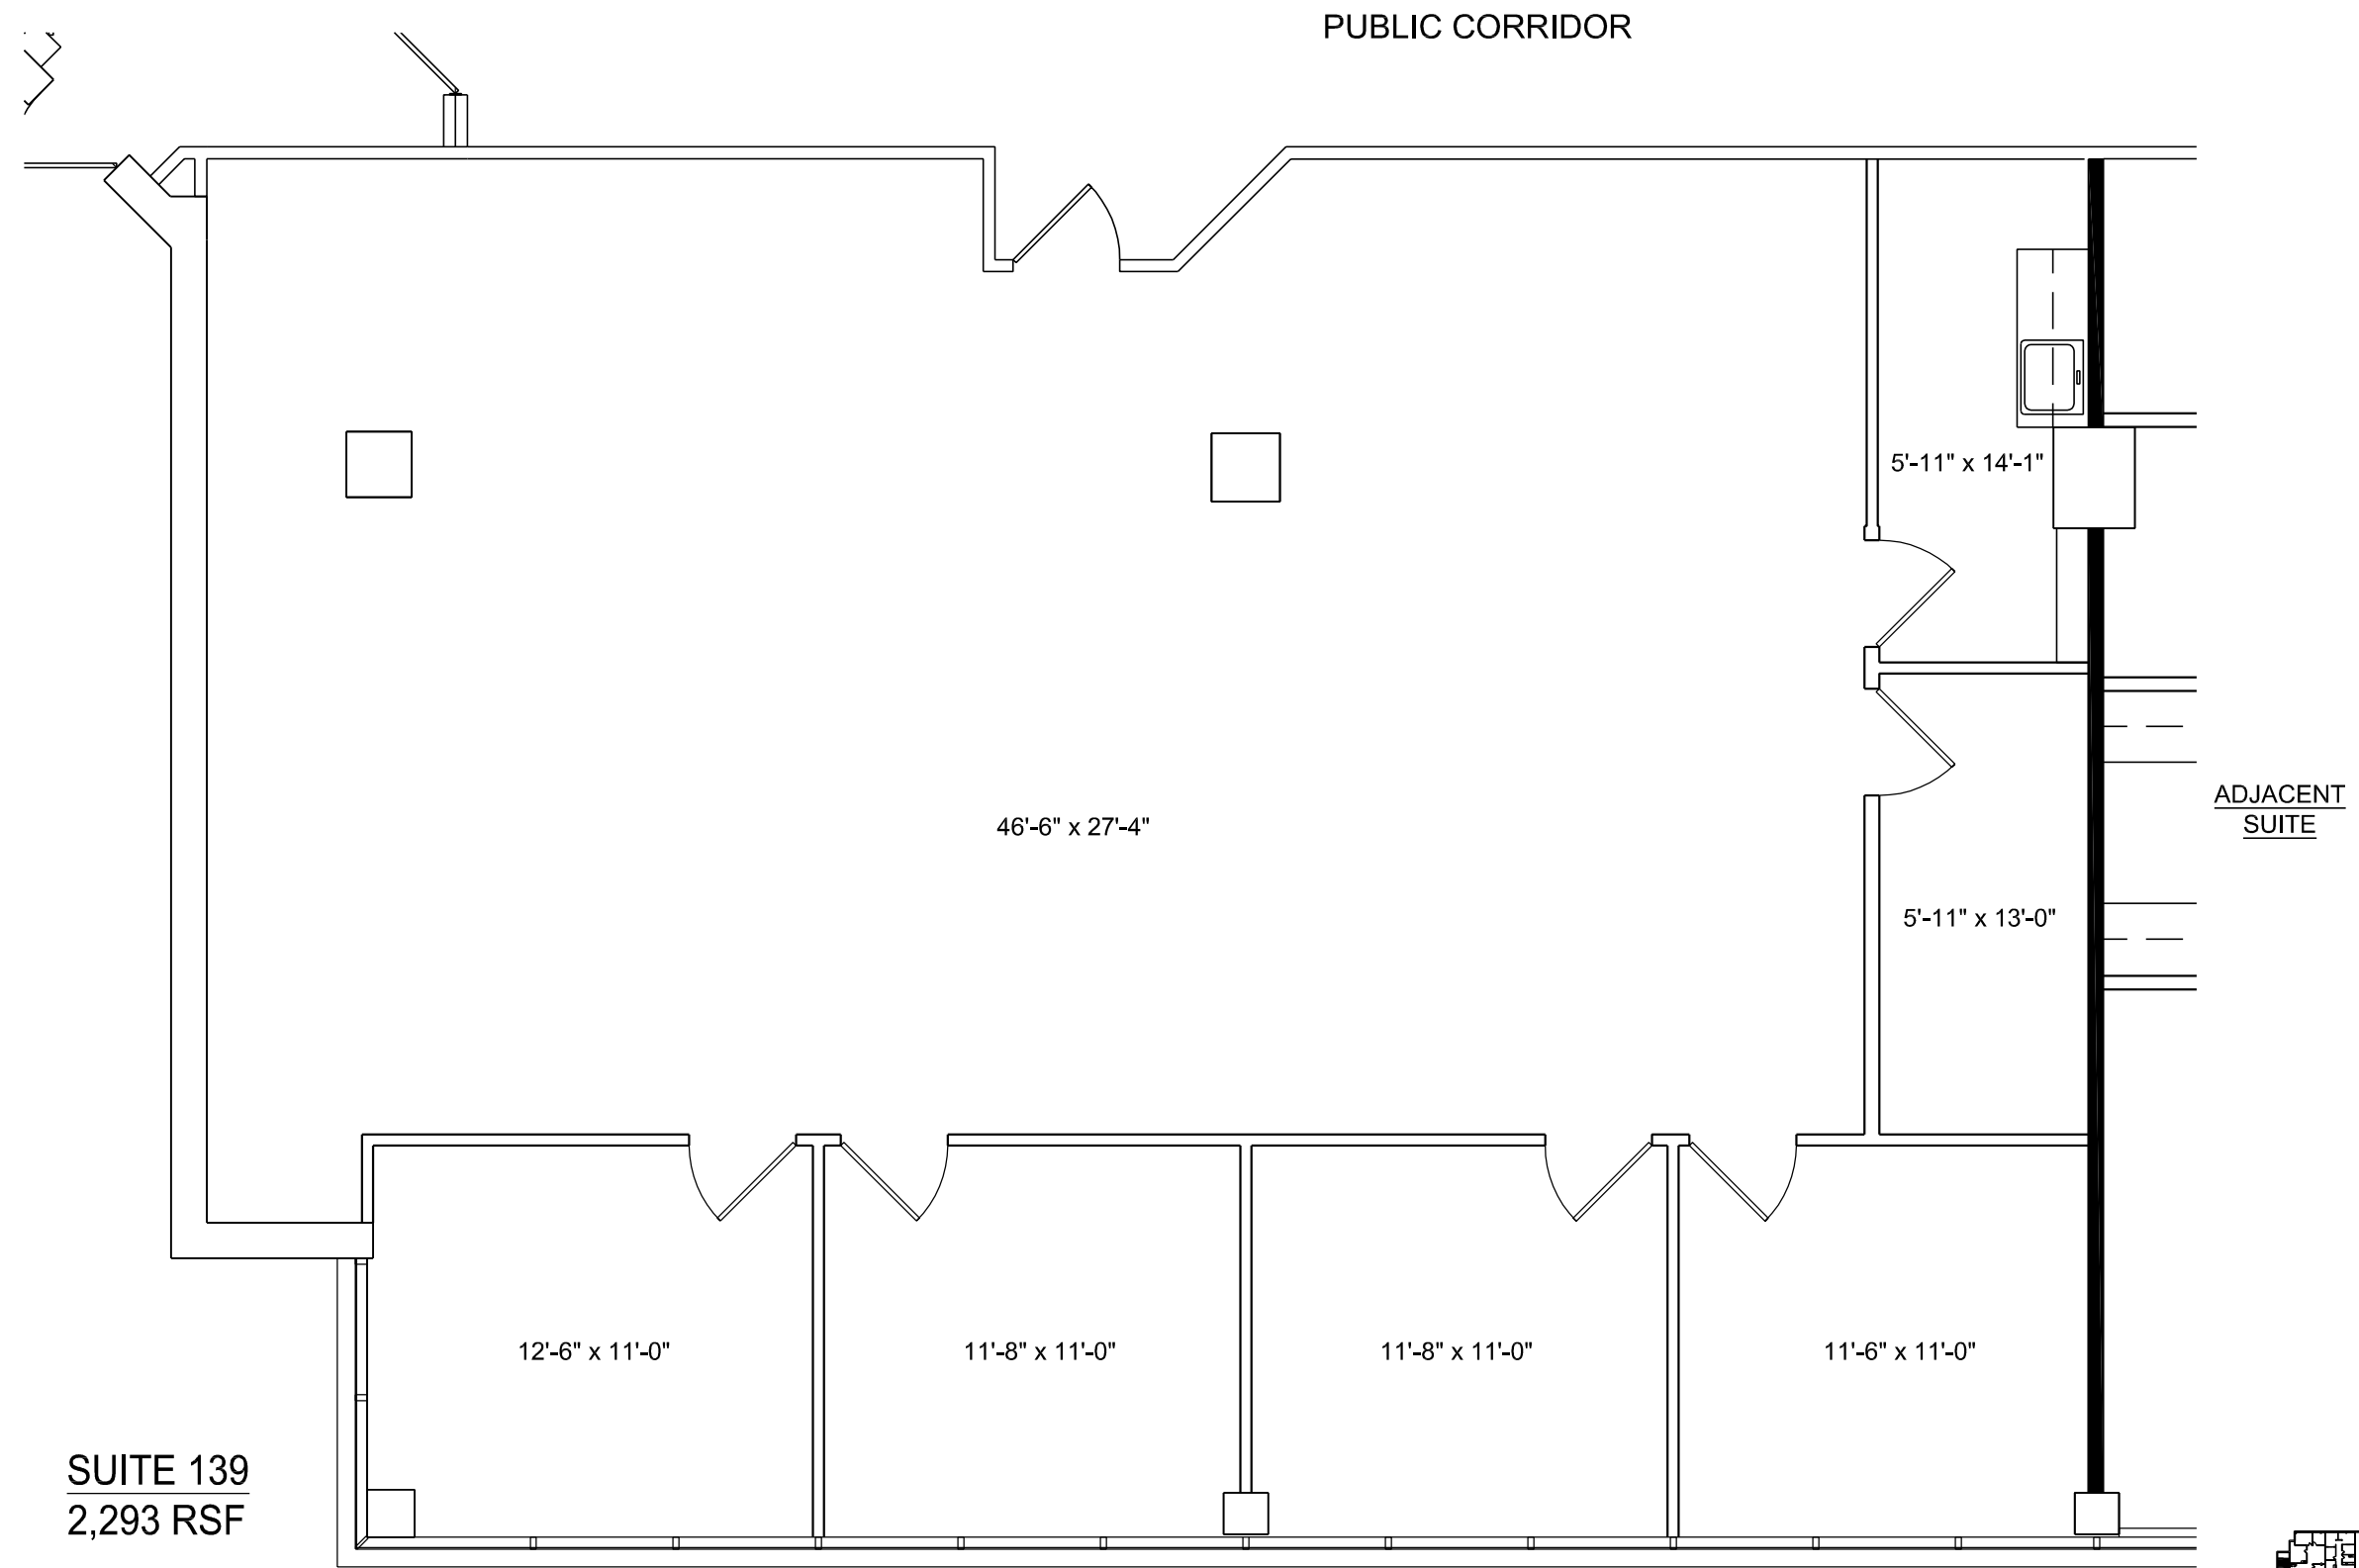 PUBLIC CORRIDOR
5'-11" x 14'-1"
ADJACENT
SUITE
46'-6" x 27'-4"
5'-11" x 13'-0"
12'-6" x 11'-0"
11'-8" x 11'-0"
11'-8" x 11'-0"
11'-6" x 11'-0"
SUITE 139
2,293 RSF